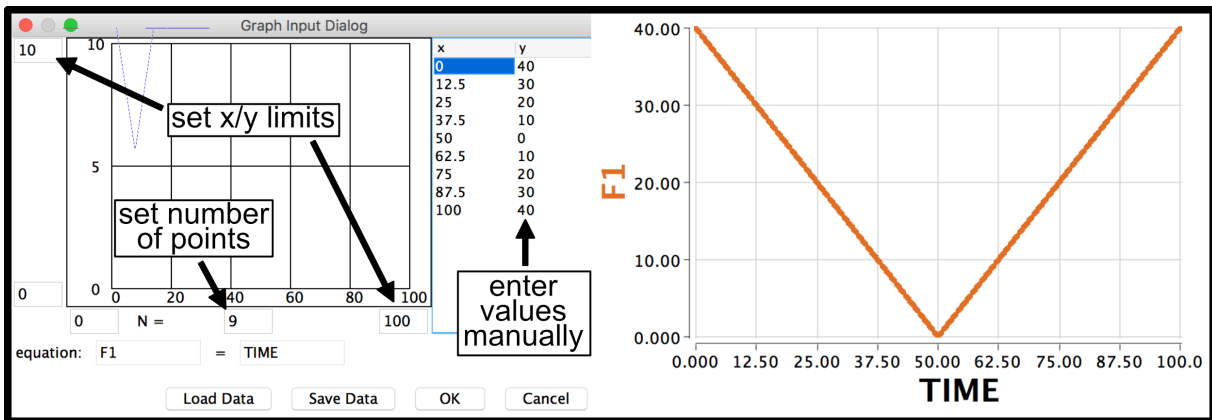 Graph Input Dialog
10
10
5
0
0
0 20 40 60 80 100
0 N = 9 100
equation: F1 = TIME
Load Data Save Data OK Cancel
set x/y limits
set number
of points
x y
0 40
12.5 30
25 20
37.5 10
50 0
62.5 10
75 20
87.5 30
100 40
enter
values
manually
F1
40.00
30.00
20.00
10.00
0.000
0.000 12.50 25.00 37.50 50.00 62.50 75.00 87.50 100.0
TIME